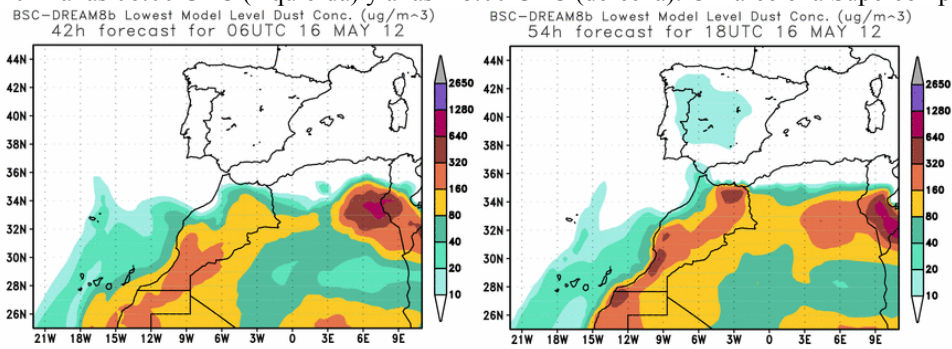 (izquierda) y a las (derecha).
BSC-DREAM8b Lowest Model Level Dust Conc. (ug/m^3)
42h forecast for 06UTC 16 MAY 12
44N
42N
40N
38N
36N
34N
32N
30N
28N
26N
21W 18W 15W 12W 9W 6W 3W 0 3E 6E 9E
2650
1280
640
320
160
80
40
20
10
BSC-DREAM8b Lowest Model Level Dust Conc. (ug/m^3)
54h forecast for 18UTC 16 MAY 12
44N
42N
40N
38N
36N
34N
32N
30N
28N
26N
21W 18W 15W 12W 9W 6W 3W 0 3E 6E 9E
2650
1280
640
320
160
80
40
20
10